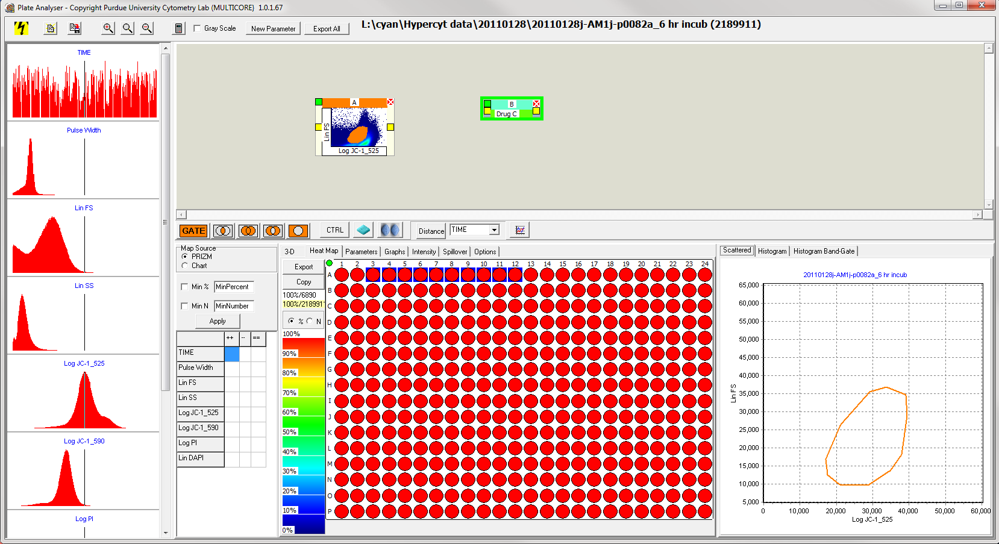 Plate Analyser - Copyright Purdue University Cytometry Lab (MULTICORE} 1.0.1.67
Gray Scale
New Parameter
Export All
L:\cyan\Hypercyt data\20110128\20110128j-AM1j-p0082a_6 hr incub (2189911)
TIME
Pulse Width
Lin FS
Lin SS
Log JC-1_525
Log JC-1_590
Log PI
A
Lin FS
Log JC-1_525
B
Drug C
GATE
CTRL
Distance
TIME
Map Source
PRIZM
Chart
Min %
MinPercent
Min N
MinNumber
Apply
++ -- ==
TIME
Pulse Width
Lin FS
Lin SS
Log JC-1_525
Log JC-1_590
Log PI
Lin DAPI
3-D Heat Map Parameters Graphs Intensity Spillover Options
Export
Copy
100%/6890
100%/2189911
% N
100%
90%
80%
70%
60%
50%
40%
30%
20%
10%
0%
1 2 3 4 5 6 7 8 9 10 11 12 13 14 15 16 17 18 19 20 21 22 23 24
A
B
C
D
E
F
G
H
I
J
K
L
M
N
O
P
Scattered Histogram Histogram Band-Gate
20110128j-AM1j-p0082a_6 hr incub
65,000
60,000
55,000
50,000
45,000
40,000
35,000
30,000
25,000
20,000
15,000
10,000
5,000
Lin FS
0 10,000 20,000 30,000 40,000 50,000 60,000
Log JC-1_525